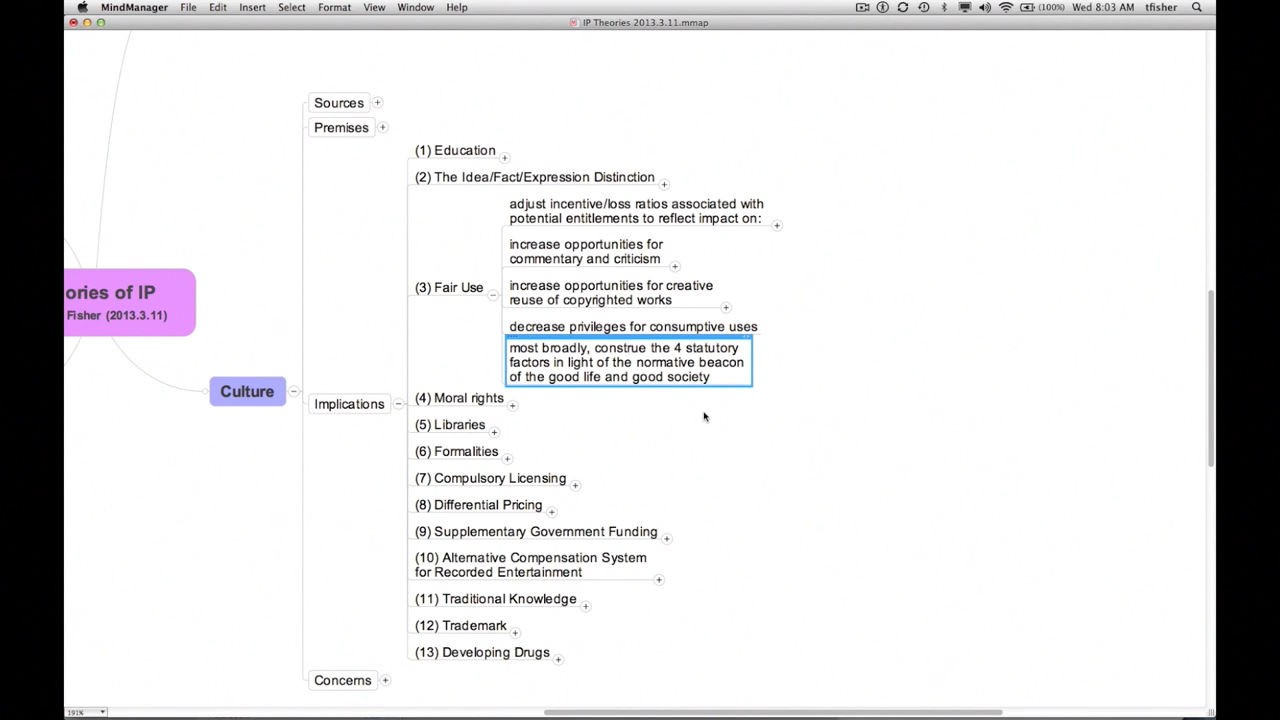 MindManager File Edit Insert Select Format View Window Help (100%) Wed 8:03 AM tfisher
IP Theories 2013.3.11.mmap
Sources
Premises
(1) Education
(2) The Idea/Fact/Expression Distinction
adjust incentive/loss ratios associated with
potential entitlements to reflect impact on:
increase opportunities for
commentary and criticism
(3) Fair Use
increase opportunities for creative
reuse of copyrighted works
decrease privileges for consumptive uses
most broadly, construe the 4 statutory
factors in light of the normative beacon
of the good life and good society
ories of IP
Fisher (2013.3.11)
Culture
Implications
(4) Moral rights
(5) Libraries
(6) Formalities
(7) Compulsory Licensing
(8) Differential Pricing
(9) Supplementary Government Funding
(10) Alternative Compensation System
for Recorded Entertainment
(11) Traditional Knowledge
(12) Trademark
(13) Developing Drugs
Concerns
191%